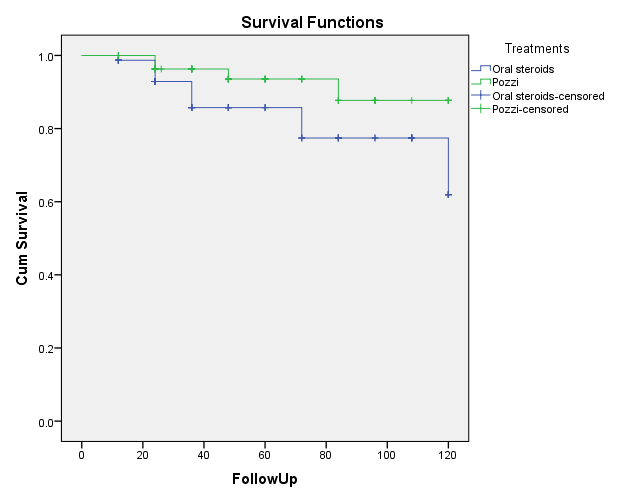 Survival Functions
Treatments
Oral steroids
Pozzi
Oral steroids-censored
Pozzi-censored
Cum Survival
1.0
0.8
0.6
0.4
0.2
0.0
0 20 40 60 80 100 120
FollowUp